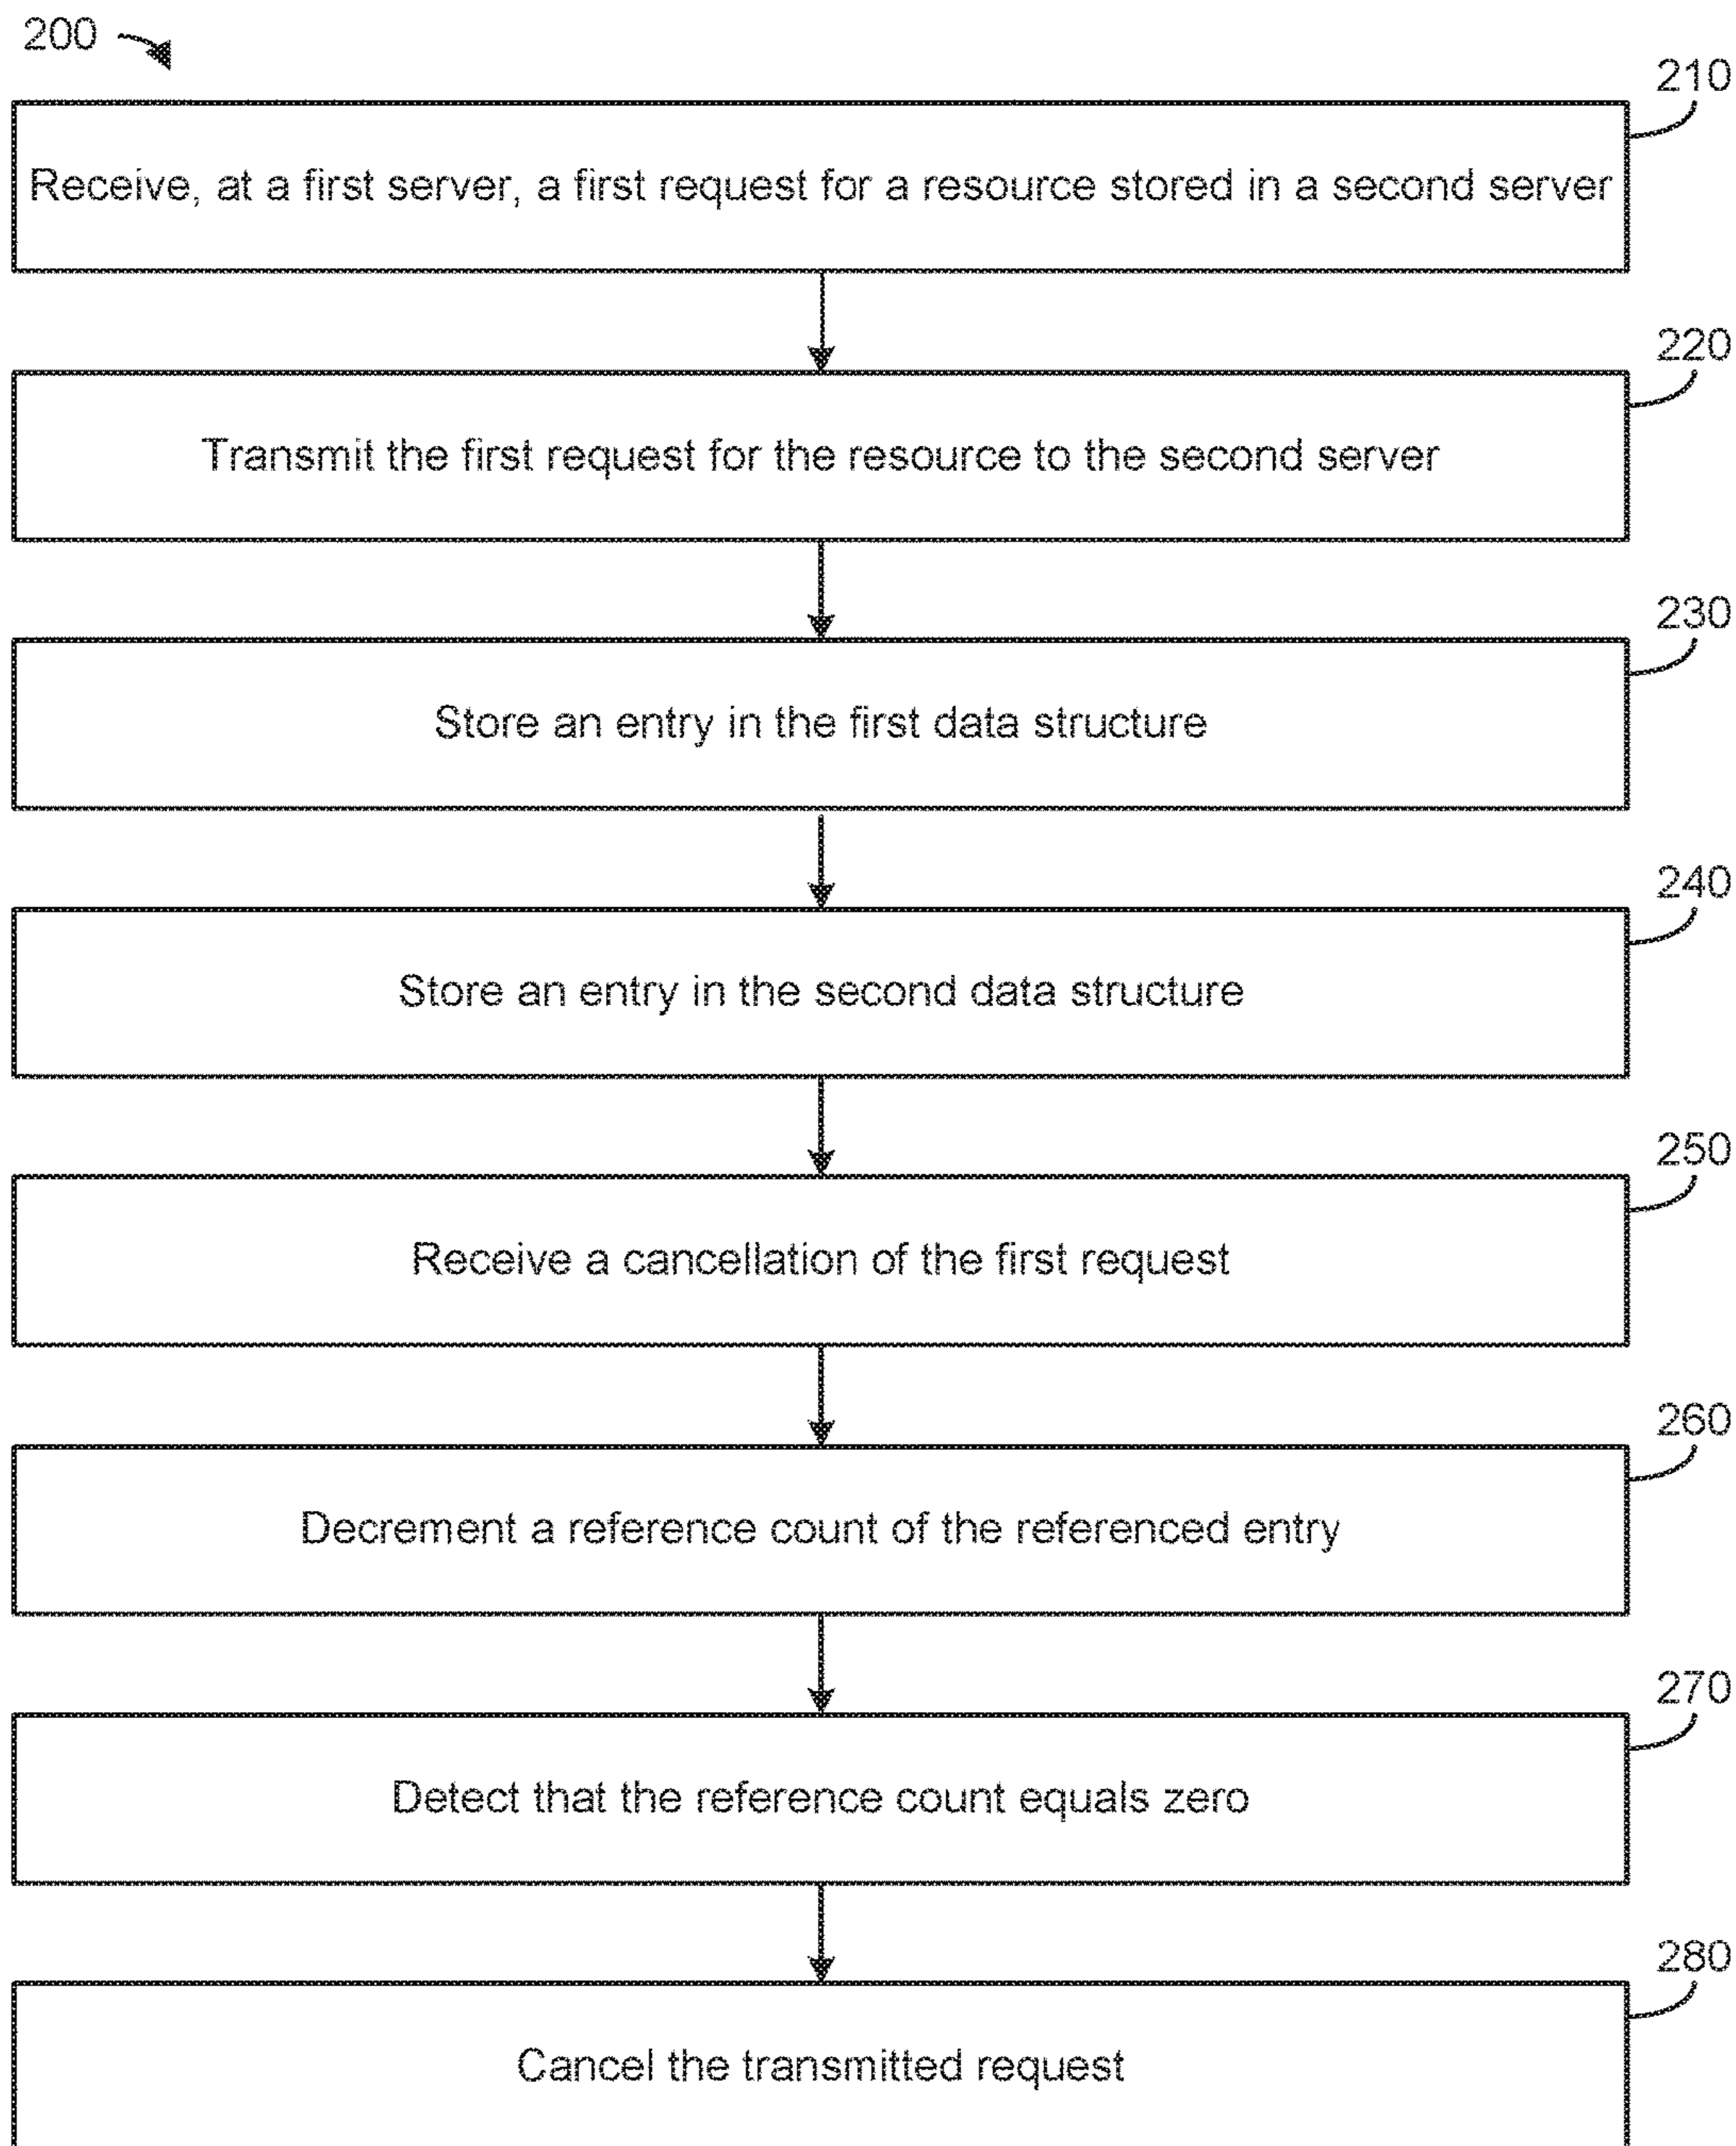 200
210
Receive, at a first server, a first request for a resource stored in a second server
220
Transmit the first request for the resource to the second server
230
Store an entry in the first data structure
240
Store an entry in the second data structure
250
Receive a cancellation of the first request
260
Decrement a reference count of the referenced entry
270
Detect that the reference count equals zero
280
Cancel the transmitted request